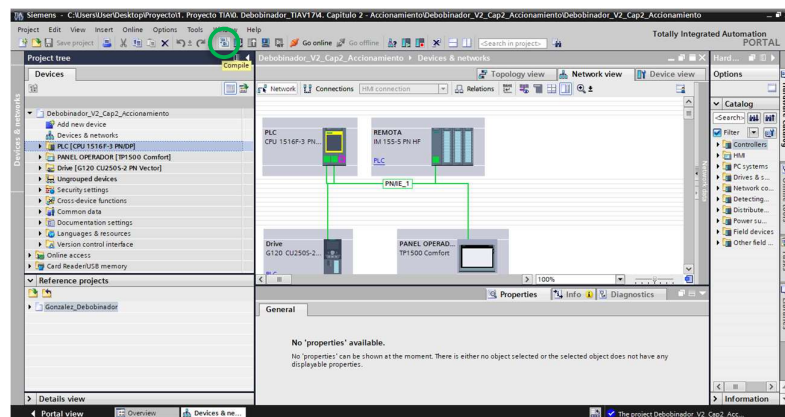 Siemens - C:\Users\User\Desktop\Proyecto\1. Proyecto TIA\0. Debobinador_TIAV17\4. Capitulo 2 - Accionamiento\Debobinador_V2_Cap2_Accionamiento\Debobinador_V2_Cap2_Accionamiento
Project Edit View Insert Online Options Tools Window Help
Totally Integrated Automation
PORTAL
Save project Go online Go offline <Search in project>
Compile
Project tree
Debobinador_V2_Cap2_Accionamiento › Devices & networks
Hard...
Devices
Topology view Network view Device view
Options
Network Connections HMI connection Relations
Catalog
<Search>
Filter
Debobinador_V2_Cap2_Accionamiento
Add new device
Devices & networks
PLC [CPU 1516F-3 PN/DP]
PANEL OPERADOR [TP1500 Comfort]
Drive [G120 CU250S-2 PN Vector]
Ungrouped devices
Security settings
Cross-device functions
Common data
Documentation settings
Languages & resources
Version control interface
Online access
Card Reader/USB memory
Devices & networks
PLC
CPU 1516F-3 PN...
REMOTA
IM 155-5 PN HF
PLC
PN/IE_1
Drive
G120 CU250S-2...
PANEL OPERAD...
TP1500 Comfort
100%
Network data
Controllers
HMI
PC systems
Drives & s...
Network co...
Detecting...
Distribute...
Power su...
Field devices
Other field ...
Reference projects
Gonzalez_Debobinador
Properties Info Diagnostics
General
No 'properties' available.
No 'properties' can be shown at the moment. There is either no object selected or the selected object does not have any
displayable properties.
Details view
Information
Portal view Overview Devices & ne...
The project Debobinador_V2_Cap2_Acc...